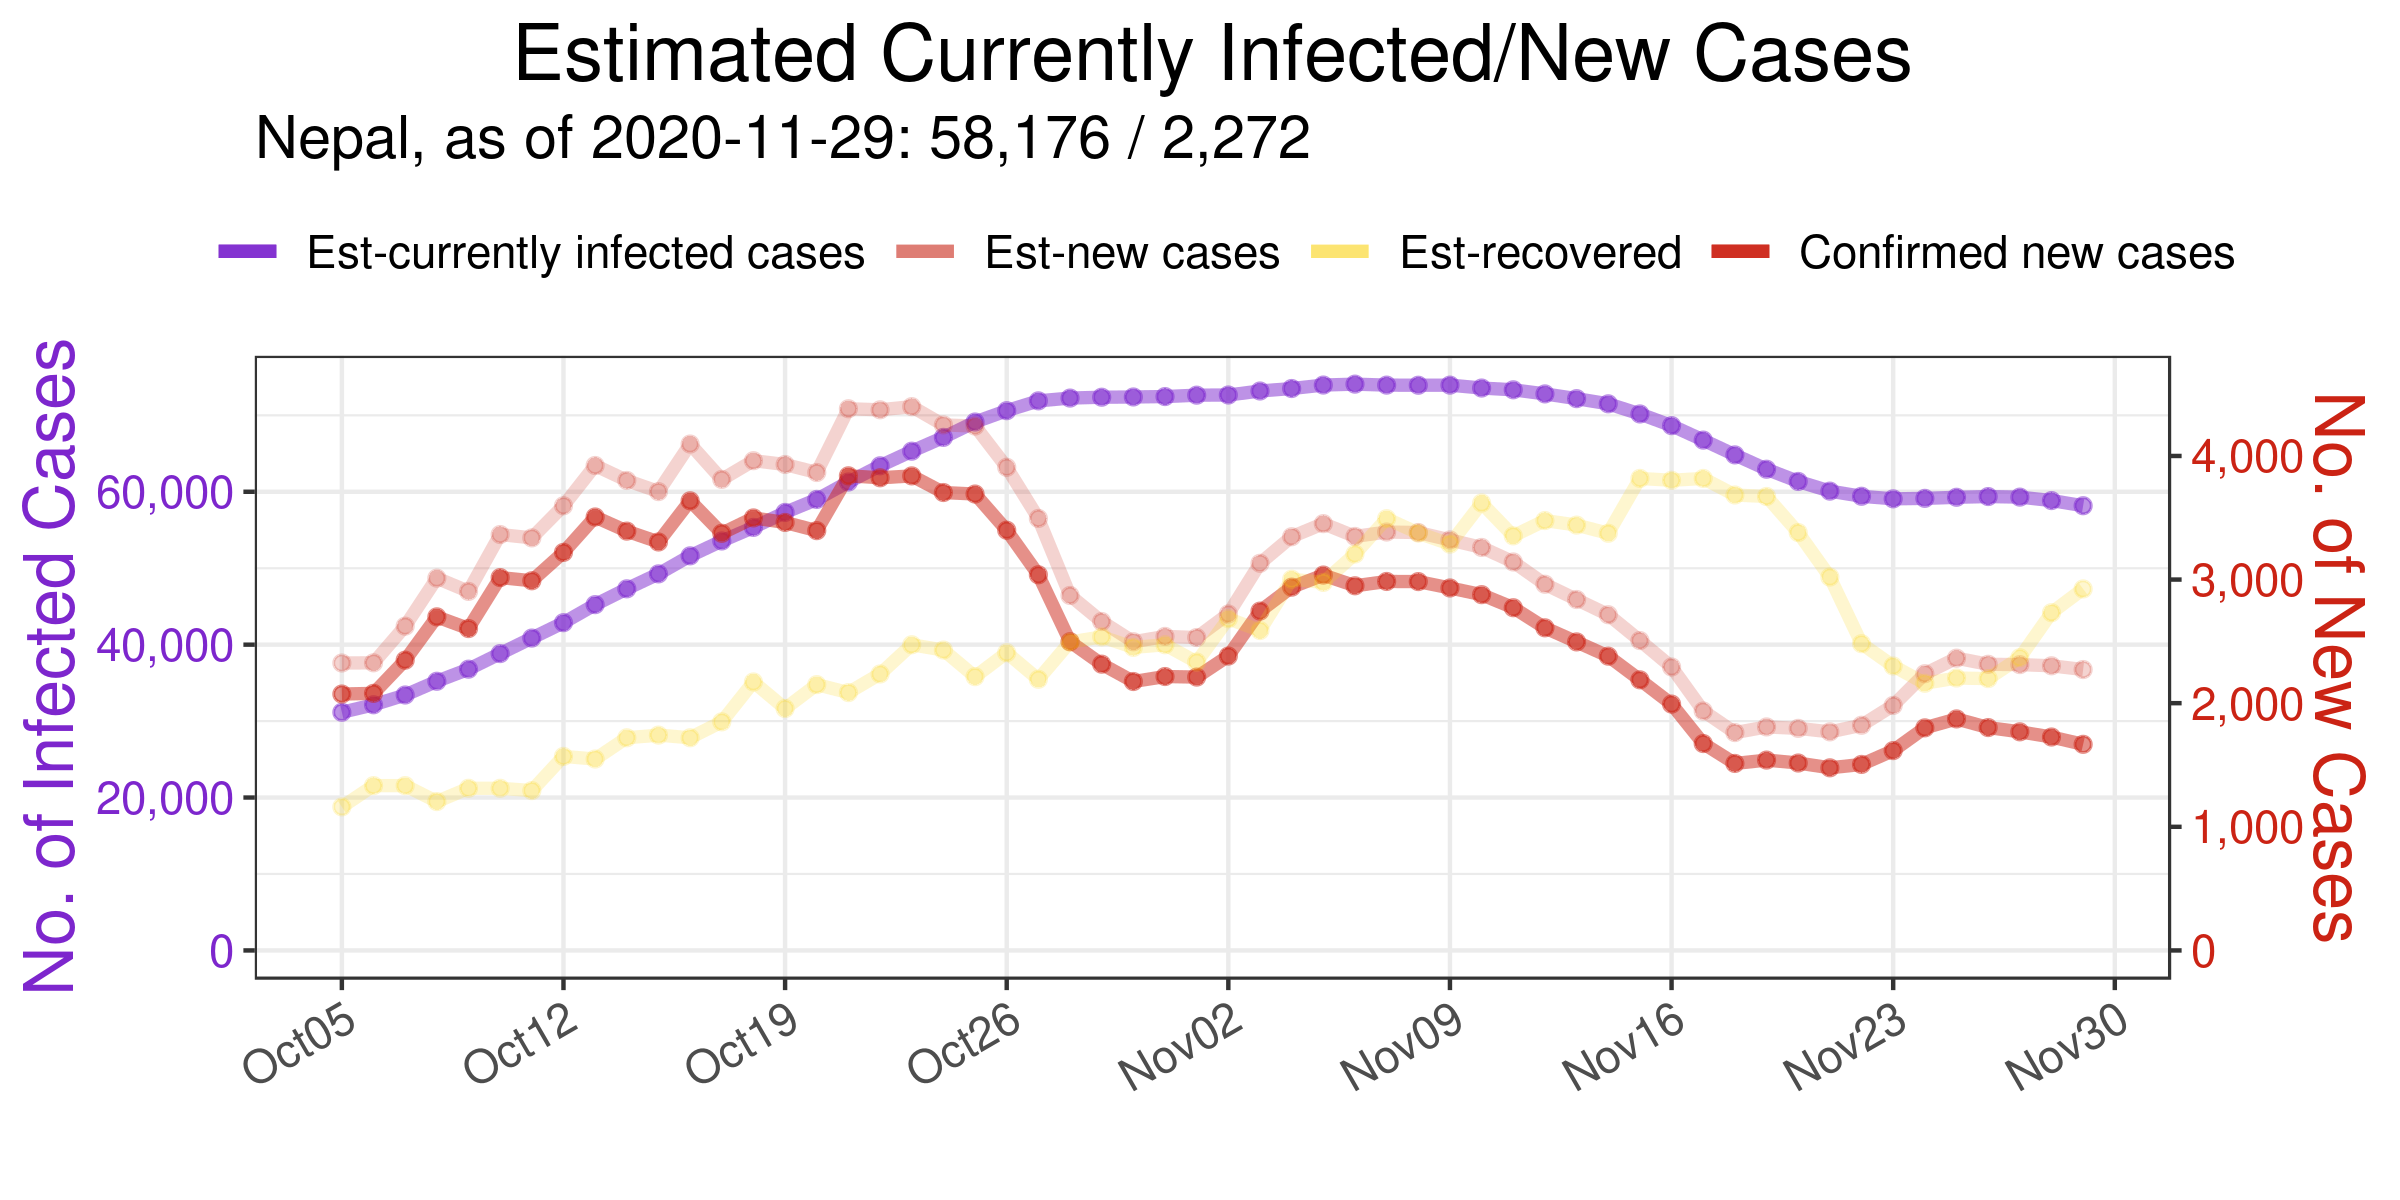 Estimated Currently Infected/New Cases
Nepal, as of 2020-11-29: 58,176 / 2,272
Est-currently infected cases Est-new cases Est-recovered Confirmed new cases
No. of Infected Cases
60,000
40,000
20,000
0
4,000
3,000
2,000
1,000
0
No. of New Cases
Oct05 Oct12 Oct19 Oct26 Nov02 Nov09 Nov16 Nov23 Nov30